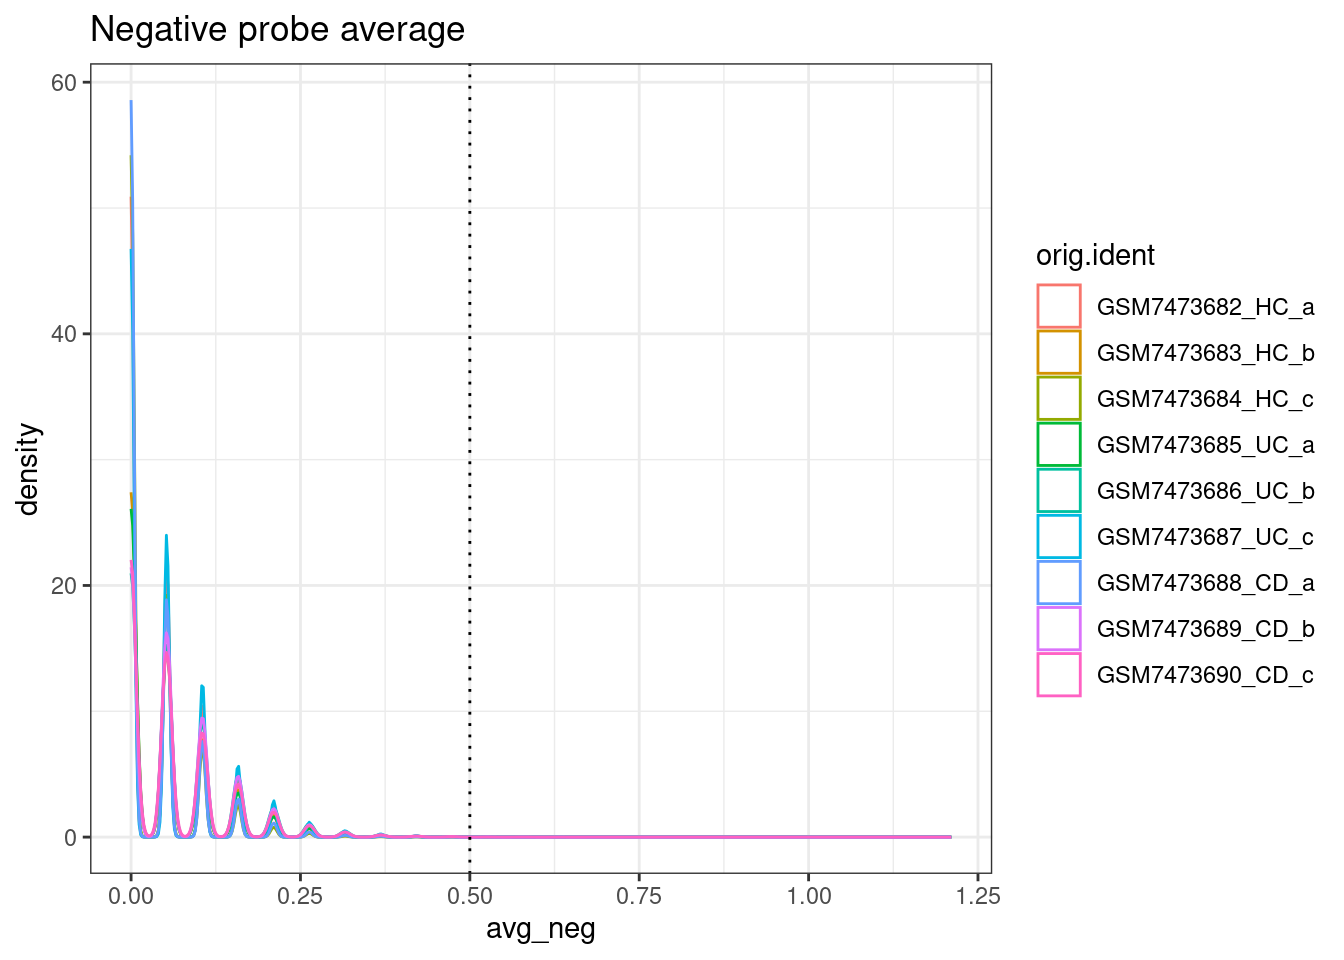 Negative probe average
60
40
20
0
density
0.00 0.25 0.50 0.75 1.00 1.25
avg_neg
orig.ident
GSM7473682_HC_a
GSM7473683_HC_b
GSM7473684_HC_c
GSM7473685_UC_a
GSM7473686_UC_b
GSM7473687_UC_c
GSM7473688_CD_a
GSM7473689_CD_b
GSM7473690_CD_c